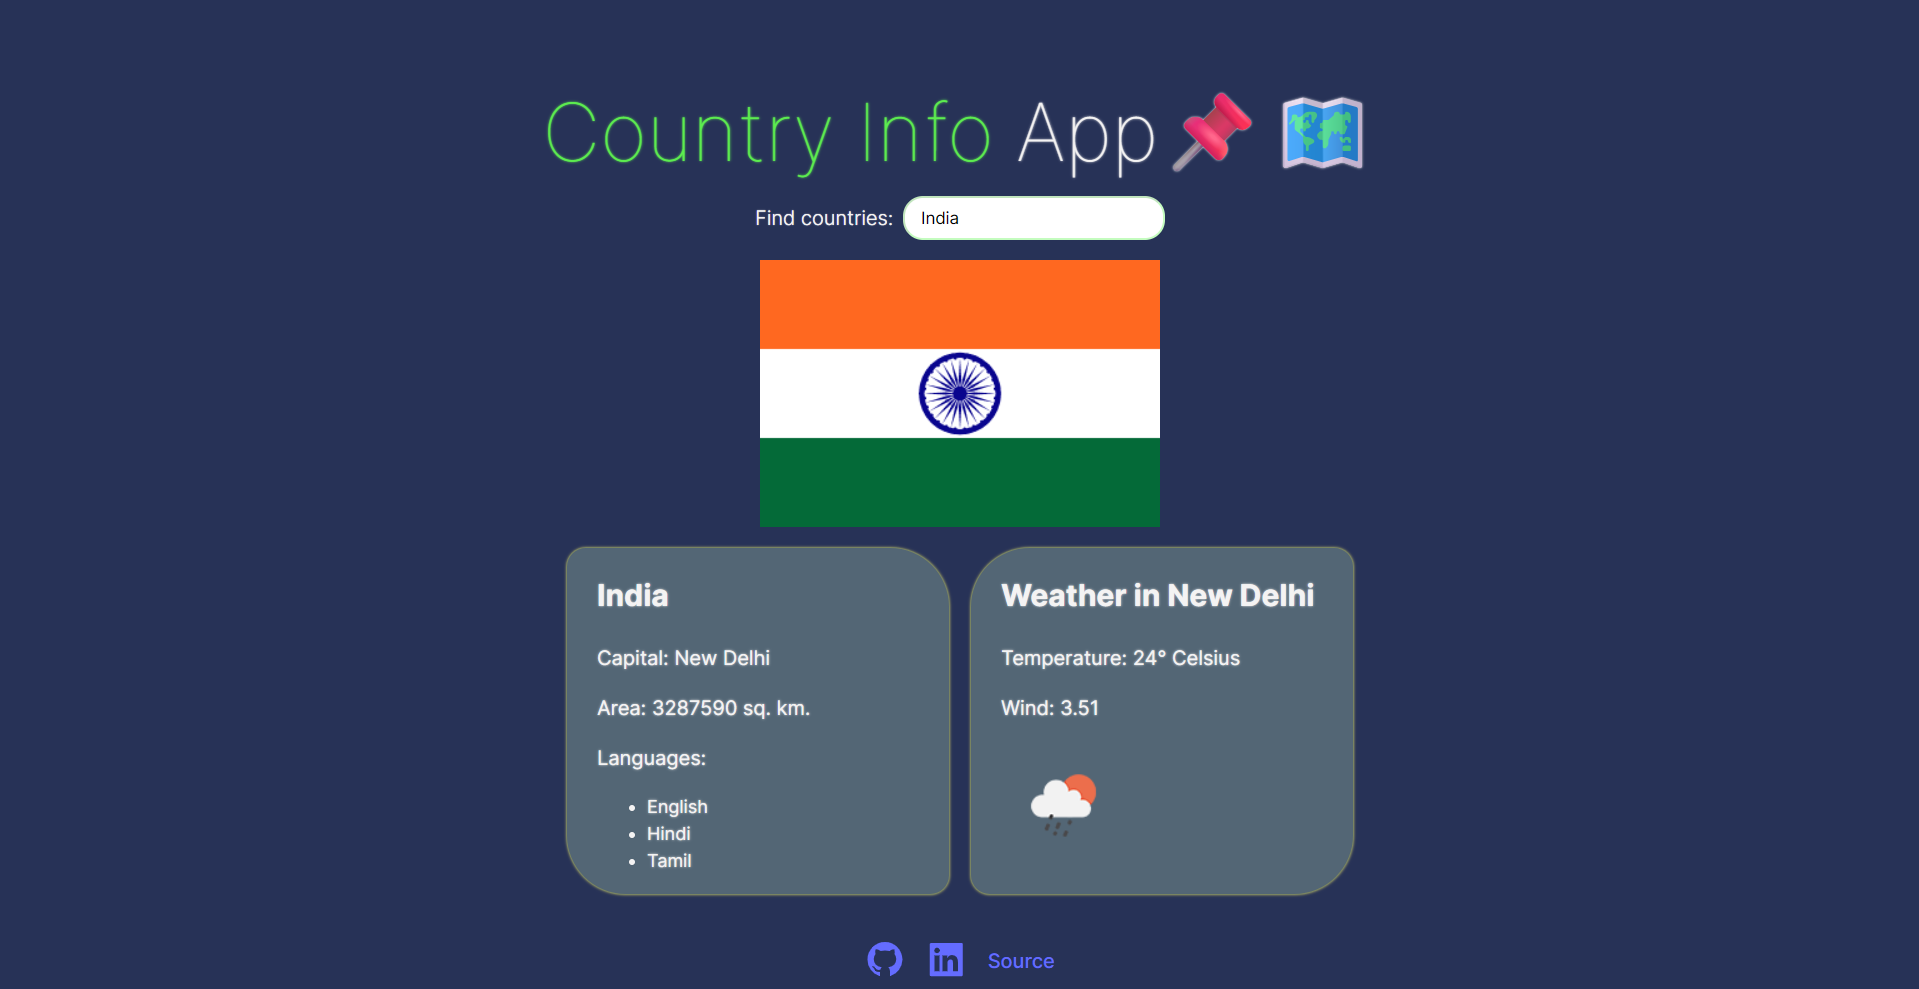 Country Info App
Find countries: India
India
Capital: New Delhi
Area: 3287590 sq. km.
Languages:
English
Hindi
Tamil
Weather in New Delhi
Temperature: 24° Celsius
Wind: 3.51
in Source